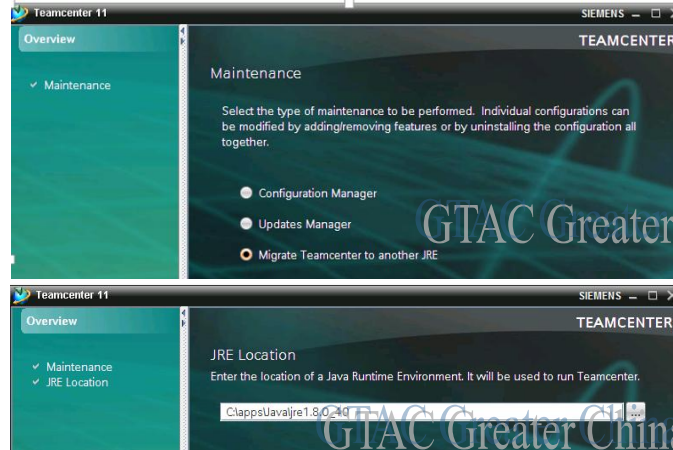 Teamcenter 11
SIEMENS
Overview
TEAMCENTER
Maintenance
Maintenance
Select the type of maintenance to be performed. Individual configurations can
be modified by adding/removing features or by uninstalling the configuration all
together.
Configuration Manager
Updates Manager
GTAC Greater
Migrate Teamcenter to another JRE
Teamcenter 11
SIEMENS
Overview
TEAMCENTER
Maintenance
JRE Location
JRE Location
Enter the location of a Java Runtime Environment. It will be used to run Teamcenter.
C:\apps\Java\jre1.8.0_40
...
GTAC Greater China